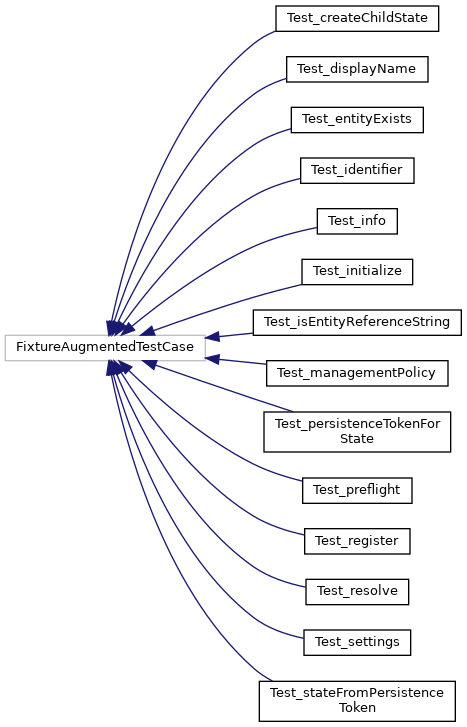 Test_createChildState
Test_displayName
Test_entityExists
Test_identifier
Test_info
Test_initialize
Test_isEntityReferenceString
FixtureAugmentedTestCase
Test_managementPolicy
Test_persistenceTokenFor
State
Test_preflight
Test_register
Test_resolve
Test_settings
Test_stateFromPersistence
Token